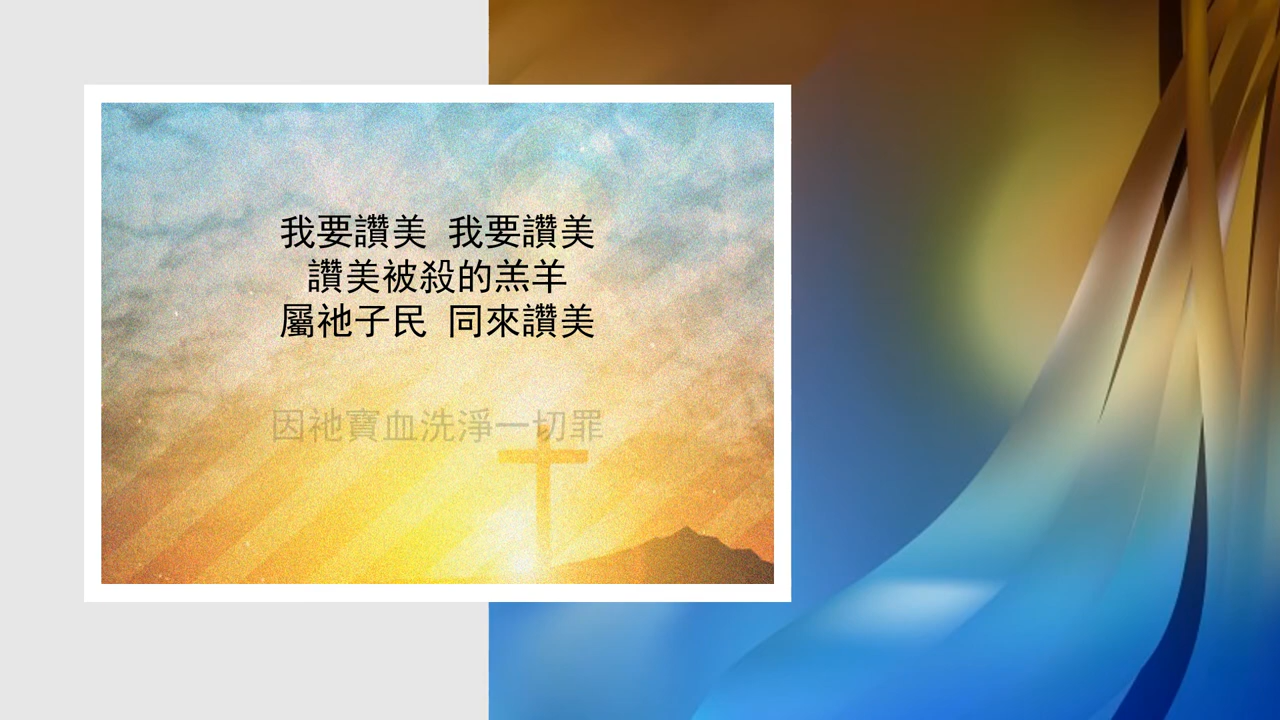 我要讚美 我要讚美
讚美被殺的羔羊
屬祂子民 同來讚美
因祂寶血洗淨一切罪